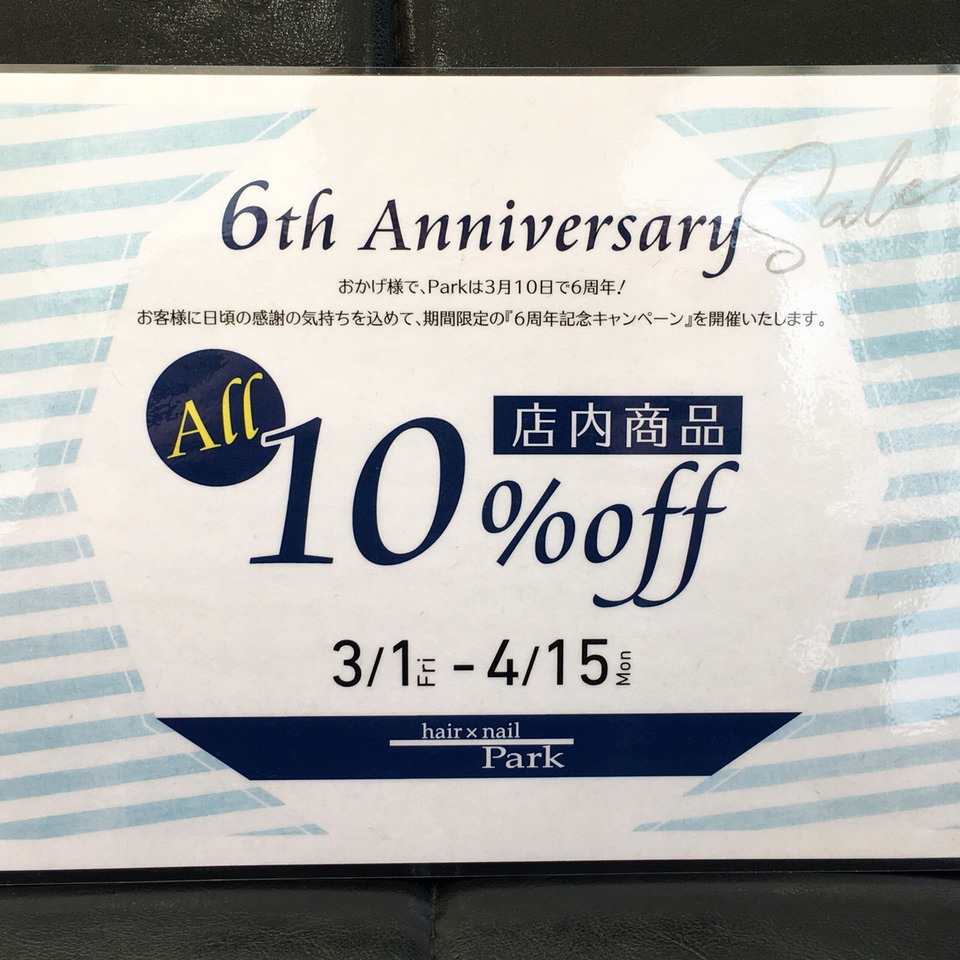 6th Anniversary
Sale
おかげ様で、Parkは3月10日で6周年!
お客様に日頃の感謝の気持ちを込めて、期間限定の『6周年記念キャンペーン』を開催いたします。
All
店内商品
10%off
3/1 Fri - 4/15 Mon
hair×nail
Park